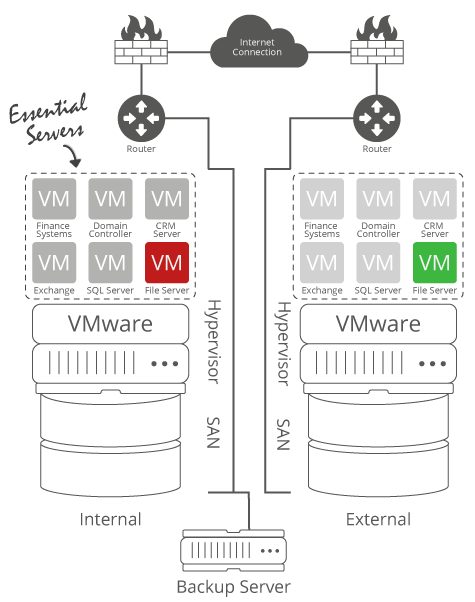 Internet
Connection
Router
Router
Essential
Servers
VM
VM
VM
Finance
Systems
Domain
Controller
CRM
Server
VM
VM
VM
Exchange
SQL Server
File Server
VM
VM
VM
Finance
Systems
Domain
Controller
CRM
Server
VM
VM
VM
Exchange
SQL Server
File Server
VMware
Hypervisor
SAN
Internal
Hypervisor
SAN
VMware
External
Backup Server